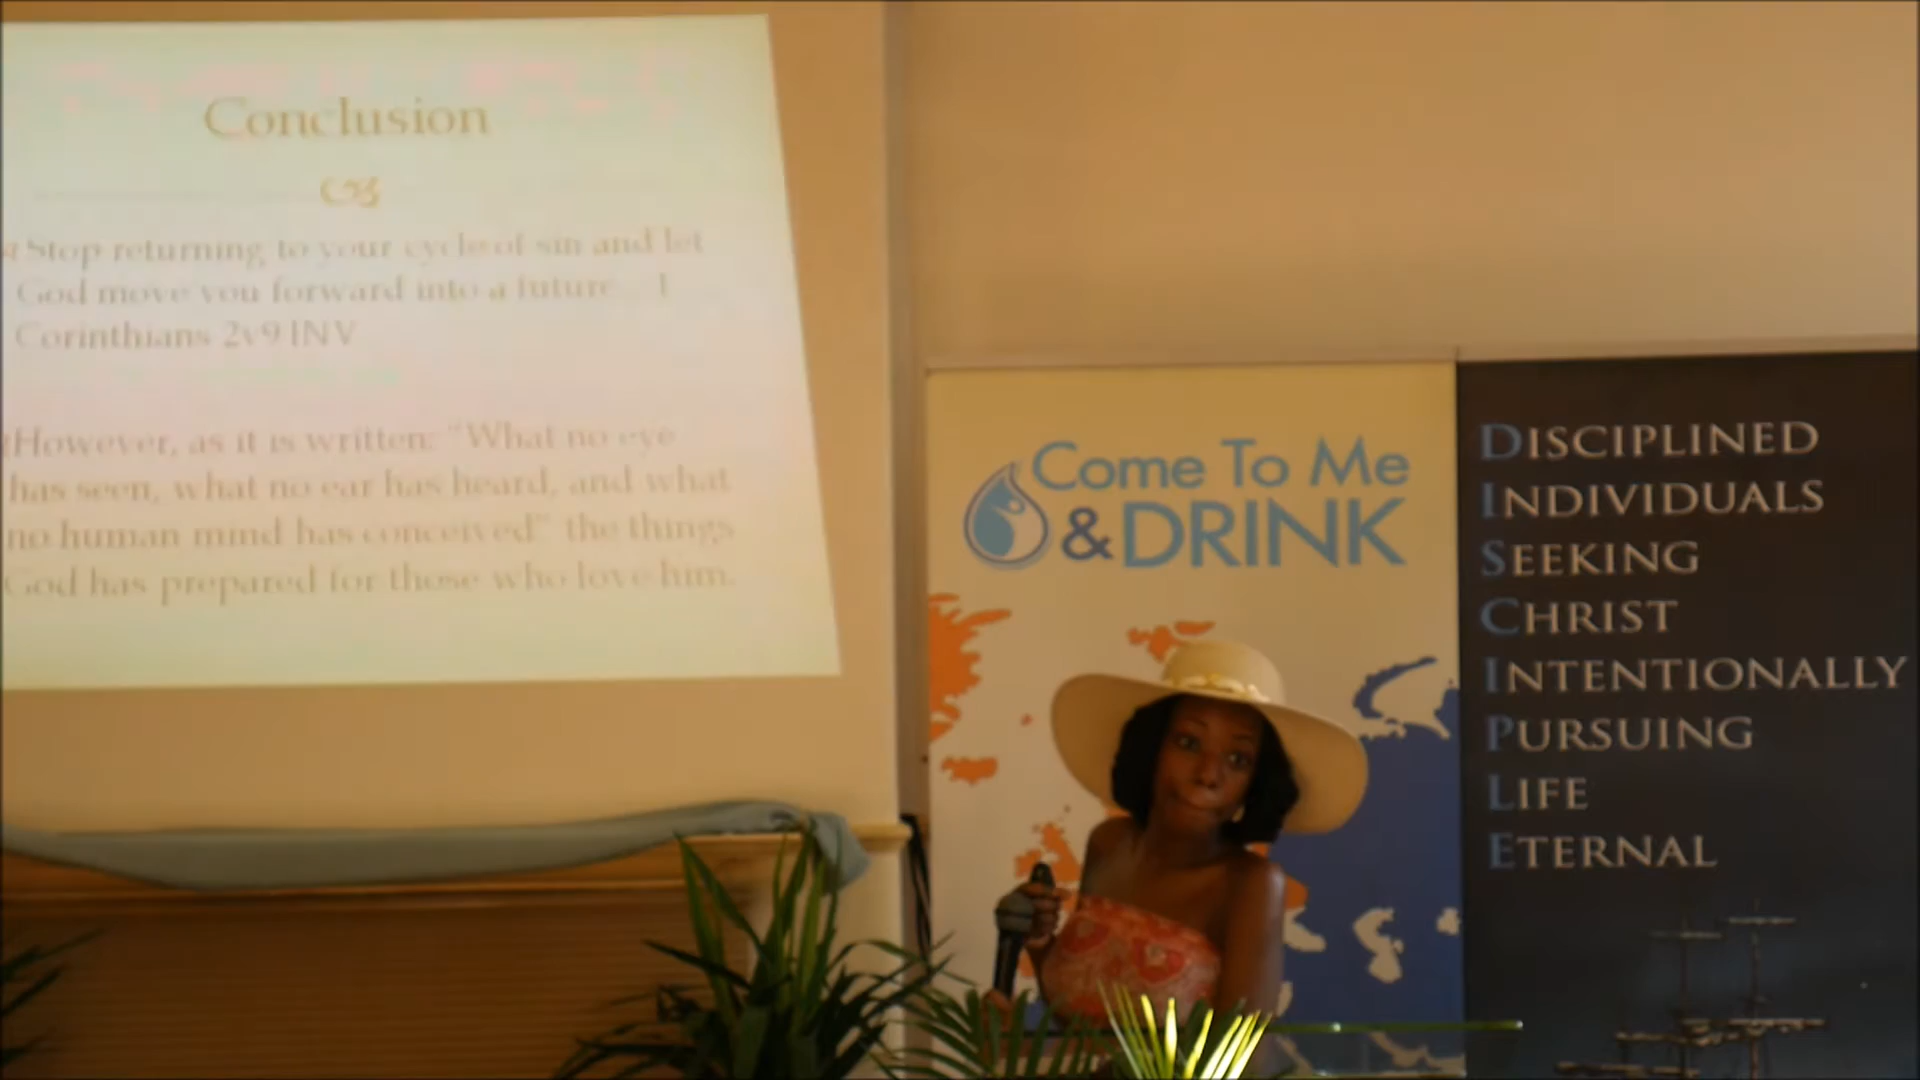 Conclusion
Stop returning to your cycle of sin and let
God move you forward into a future... 1
Corinthians 2v9 INV
However, as it is written: "What no eye
has seen, what no ear has heard, and what
no human mind has conceived" the things
God has prepared for those who love him.
Come To Me
& DRINK
DISCIPLINED
INDIVIDUALS
SEEKING
CHRIST
INTENTIONALLY
PURSUING
LIFE
ETERNAL